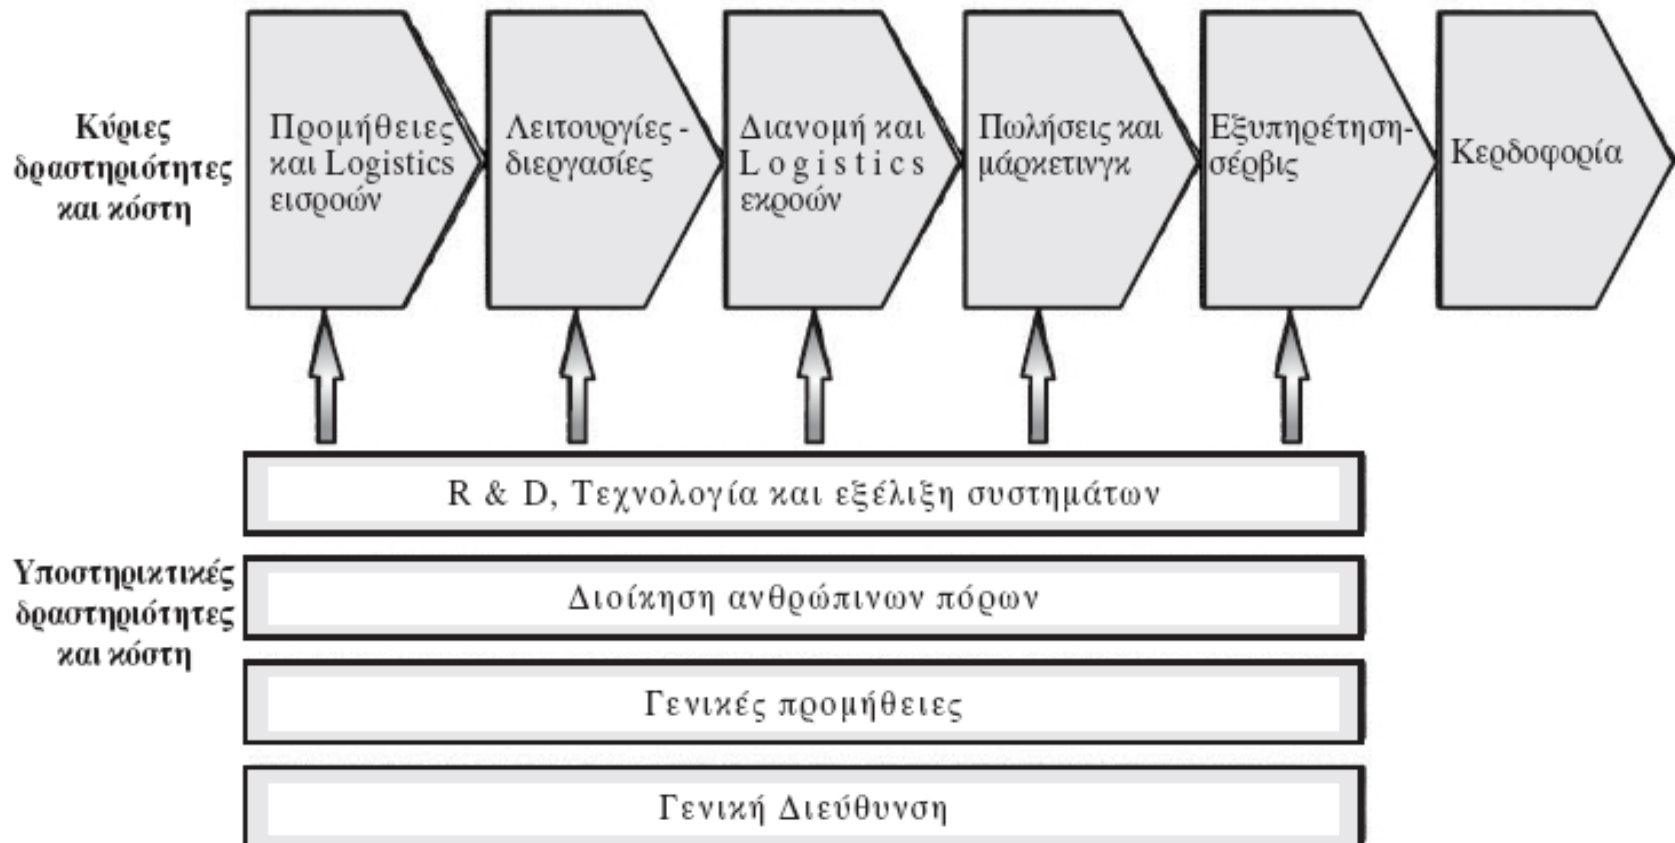 Κύριες
δραστηριότητες
και κόστη
Προμήθειες
και Logistics
εισροών
Λειτουργίες -
διεργασίες
Διανομή και
Logistics
εκροών
Πωλήσεις και
μάρκετινγκ
Εξυπηρέτηση-
σέρβις
Κερδοφορία
Υποστηρικτικές
δραστηριότητες
και κόστη
R & D, Τεχνολογία και εξέλιξη συστημάτων
Διοίκηση ανθρώπινων πόρων
Γενικές προμήθειες
Γενική Διεύθυνση